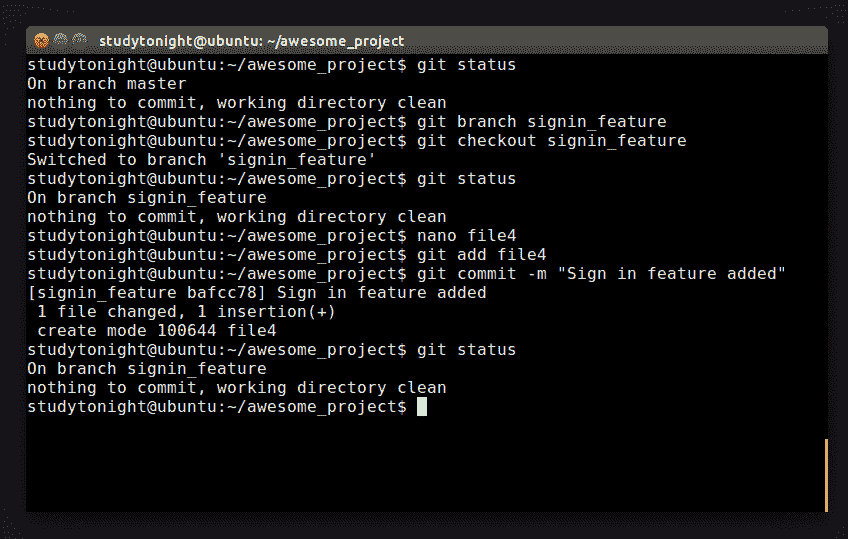 studytonight@ubuntu: ~/awesome_project
studytonight@ubuntu:~/awesome_project$ git status
On branch master
nothing to commit, working directory clean
studytonight@ubuntu:~/awesome_project$ git branch signin_feature
studytonight@ubuntu:~/awesome_project$ git checkout signin_feature
Switched to branch 'signin_feature'
studytonight@ubuntu:~/awesome_project$ git status
On branch signin_feature
nothing to commit, working directory clean
studytonight@ubuntu:~/awesome_project$ nano file4
studytonight@ubuntu:~/awesome_project$ git add file4
studytonight@ubuntu:~/awesome_project$ git commit -m "Sign in feature added"
[signin_feature bafcc78] Sign in feature added
 1 file changed, 1 insertion(+)
 create mode 100644 file4
studytonight@ubuntu:~/awesome_project$ git status
On branch signin_feature
nothing to commit, working directory clean
studytonight@ubuntu:~/awesome_project$